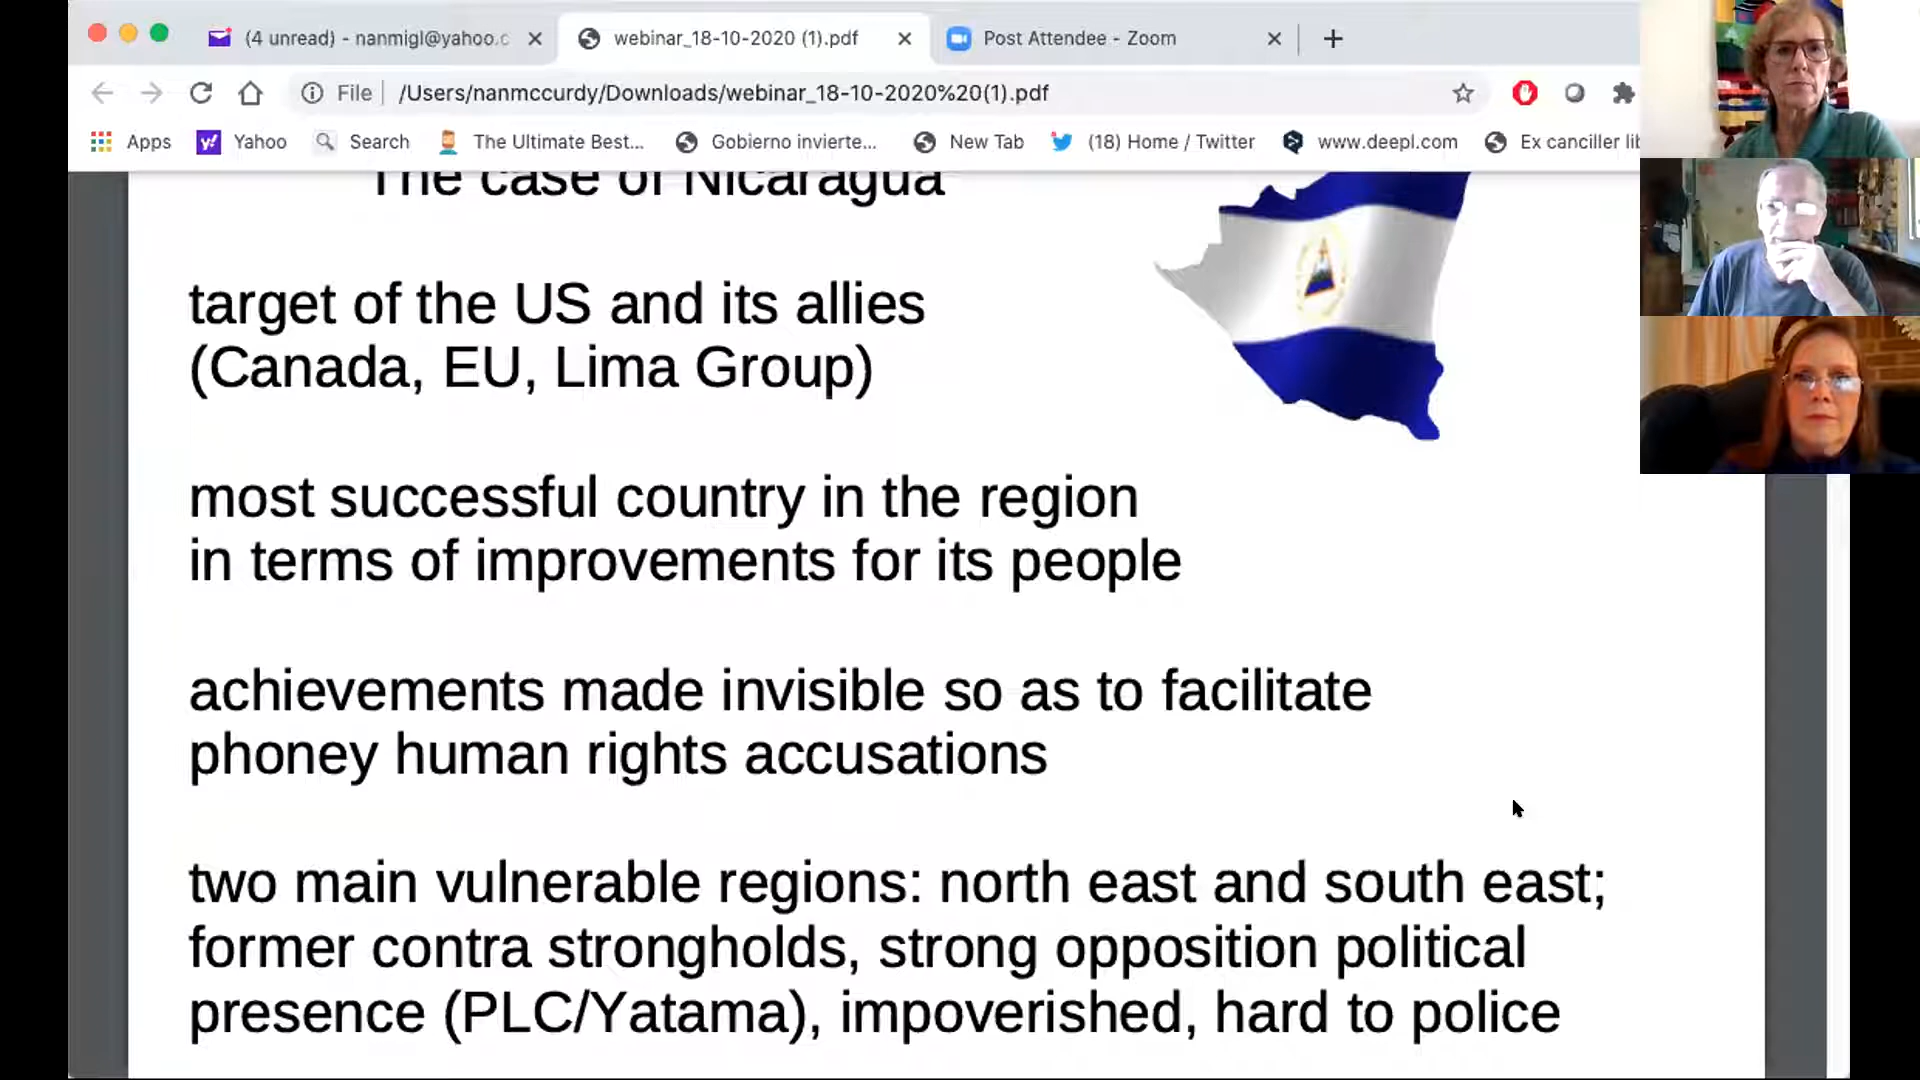 (4 unread) - nanmigl@yahoo.c
webinar_18-10-2020 (1).pdf
Post Attendee - Zoom
File
/Users/nanmccurdy/Downloads/webinar_18-10-2020%20(1).pdf
Apps
Yahoo
Search
The Ultimate Best...
Gobierno invierte...
New Tab
(18) Home / Twitter
www.deepl.com
Ex canciller lib
The case of Nicaragua
target of the US and its allies
(Canada, EU, Lima Group)
most successful country in the region
in terms of improvements for its people
achievements made invisible so as to facilitate
phoney human rights accusations
two main vulnerable regions: north east and south east;
former contra strongholds, strong opposition political
presence (PLC/Yatama), impoverished, hard to police